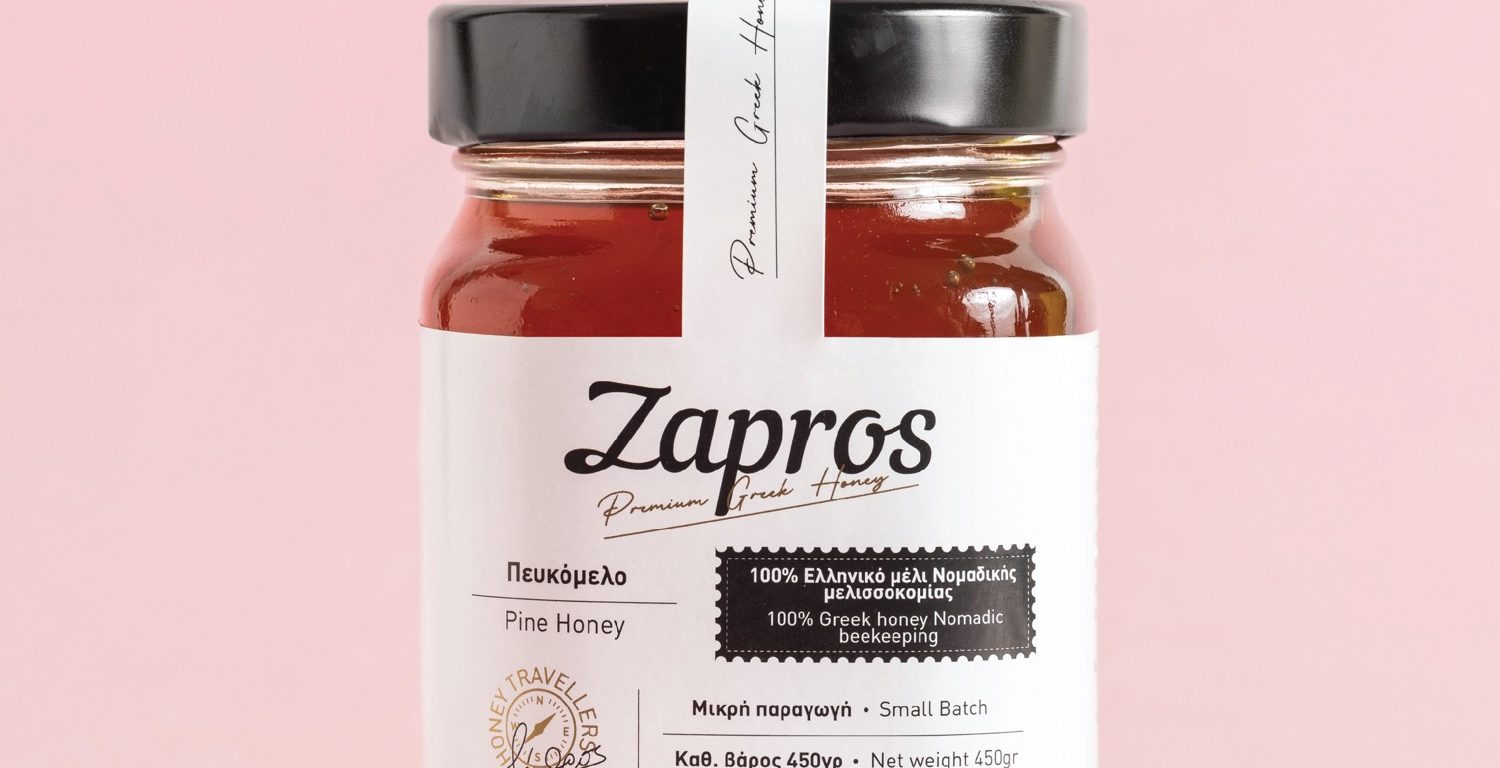 Premium Greek
Zapros
Premium Greek Honey
Πευκόμελο
Pine Honey
100% Ελληνικό μέλι Νομαδικής
μελισσοκομίας
100% Greek honey Nomadic
beekeeping
HONEY TRAVELLERS
N
E
S
W
Μικρή παραγωγή • Small Batch
Καθ. βάρος 450γρ • Net weight 450gr